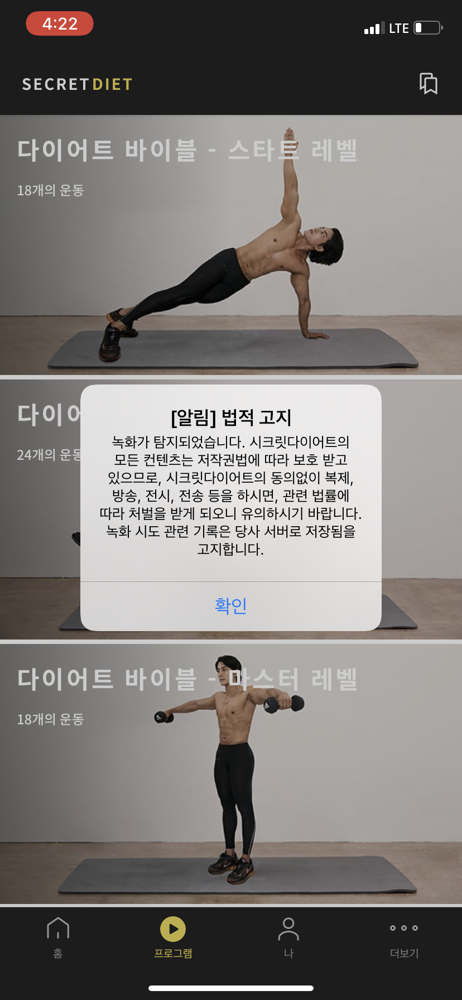 4:22
LTE
SECRETDIET
다이어트 바이블 - 스타트 레벨
18개의 운동
다이어
24개의 운동
[알림] 법적 고지
녹화가 탐지되었습니다. 시크릿다이어트의
모든 컨텐츠는 저작권법에 따라 보호 받고
있으므로, 시크릿다이어트의 동의없이 복제,
방송, 전시, 전송 등을 하시면, 관련 법률에
따라 처벌을 받게 되오니 유의하시기 바랍니다.
녹화 시도 관련 기록은 당사 서버로 저장됨을
고지합니다.
확인
다이어트 바이블 - 마스터 레벨
18개의 운동
홈
프로그램
나
더보기